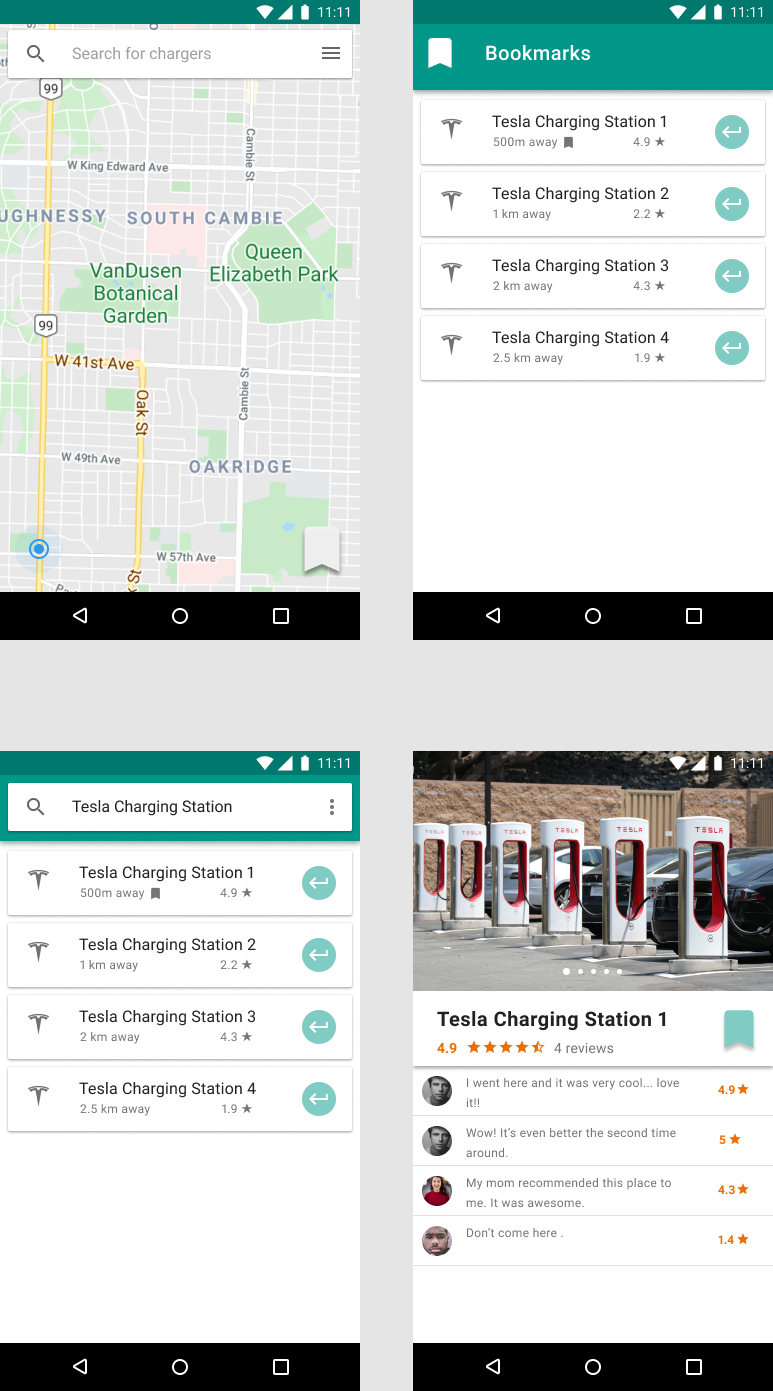 11:11
Search for chargers
99
Cambie St
W King Edward Ave
UGHNESSY
SOUTH CAMBIE
Queen
Elizabeth Park
VanDusen
Botanical
Garden
99
W 41st Ave
Oak St
Cambie St
W 49th Ave
OAKRIDGE
W 57th Ave
11:11
Bookmarks
Tesla Charging Station 1
500m away 4.9 ★
Tesla Charging Station 2
1 km away 2.2 ★
Tesla Charging Station 3
2 km away 4.3 ★
Tesla Charging Station 4
2.5 km away 1.9 ★
11:11
Tesla Charging Station
Tesla Charging Station 1
500m away 4.9 ★
Tesla Charging Station 2
1 km away 2.2 ★
Tesla Charging Station 3
2 km away 4.3 ★
Tesla Charging Station 4
2.5 km away 1.9 ★
11:11
TESLA TESLA TESLA TESLA TESLA TESLA
Tesla Charging Station 1
4.9 4 reviews
I went here and it was very cool... love 4.9 ★
it!!
Wow! It's even better the second time 5 ★
around.
My mom recommended this place to 4.3 ★
me. It was awesome.
Don't come here . 1.4 ★